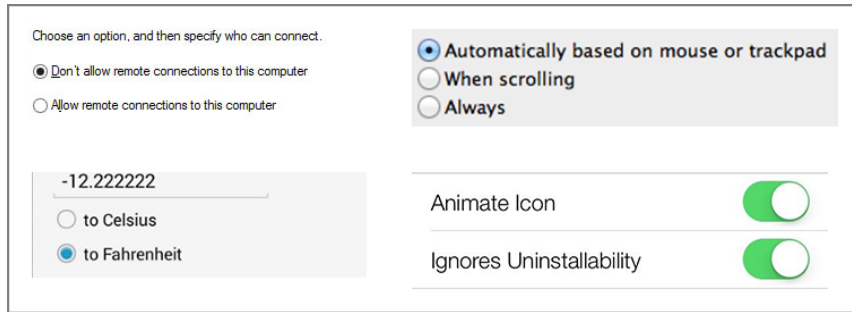 Choose an option, and then specify who can connect.
Don't allow remote connections to this computer
Allow remote connections to this computer
Automatically based on mouse or trackpad
When scrolling
Always
-12.222222
to Celsius
to Fahrenheit
Animate Icon
Ignores Uninstallability